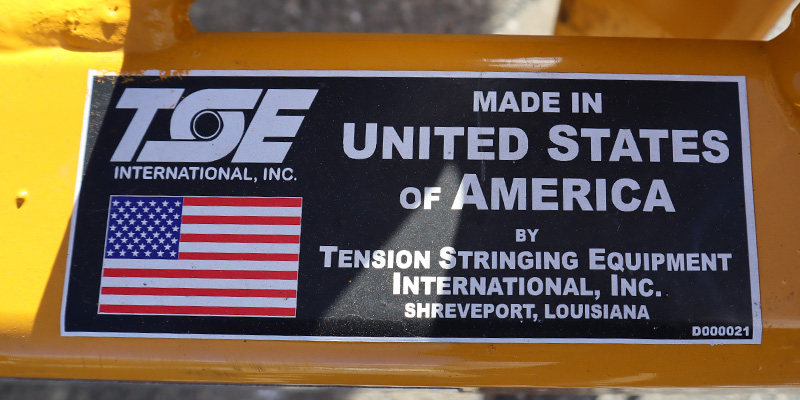 TSE
INTERNATIONAL, INC.
MADE IN
UNITED STATES
OF AMERICA
BY
TENSION STRINGING EQUIPMENT
INTERNATIONAL, INC.
SHREVEPORT, LOUISIANA
D000021